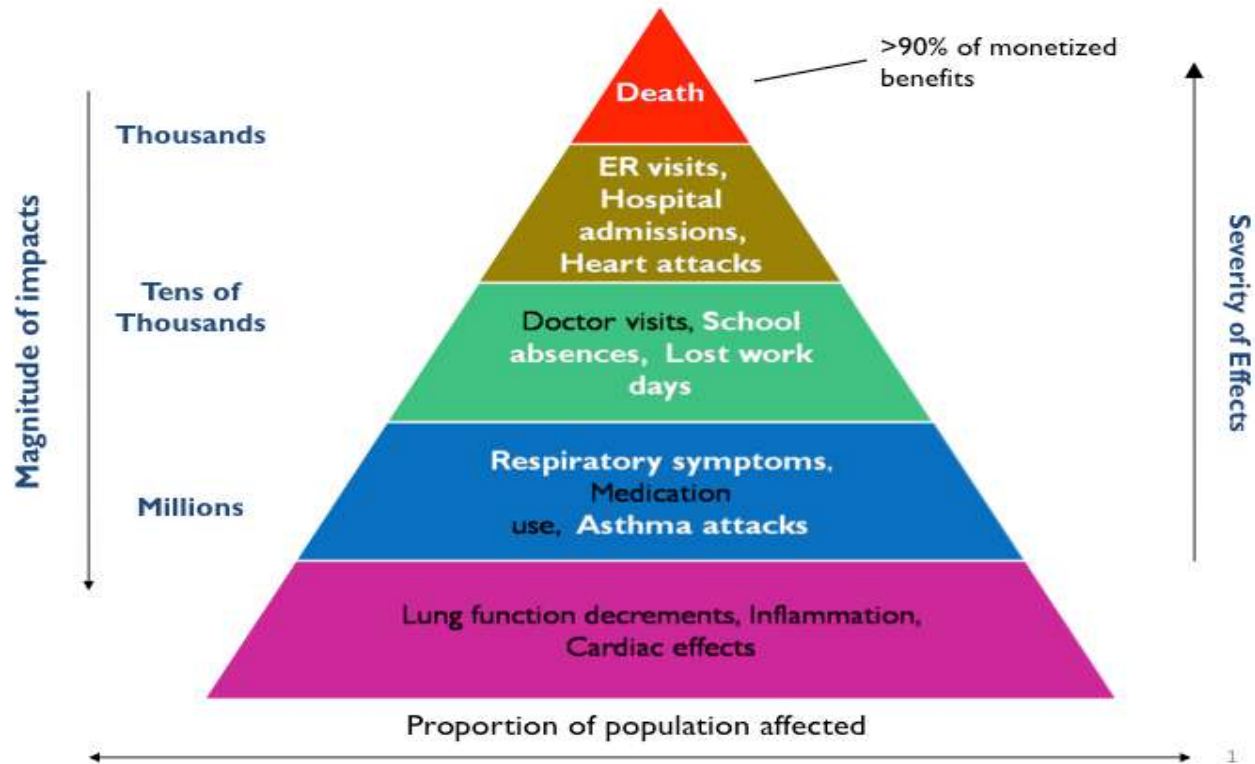 >90% of monetized
benefits
Death
Thousands
ER visits,
Hospital
admissions,
Heart attacks
Magnitude of impacts
Severity of Effects
Tens of
Thousands
Doctor visits, School
absences, Lost work
days
Respiratory symptoms,
Medication
use, Asthma attacks
Millions
Lung function decrements, Inflammation,
Cardiac effects
Proportion of population affected
1